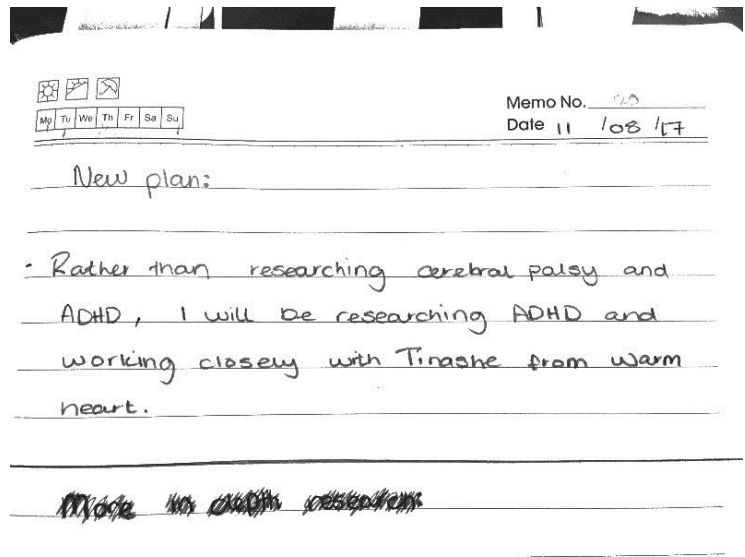 Mo Tu We Th Fr Sa Su
Memo No.
Date 11 /08 /17
New plan:
- Rather than researching cerebral palsy and
ADHD, I will be researching ADHD and
working closely with Tinashe from warm
heart.